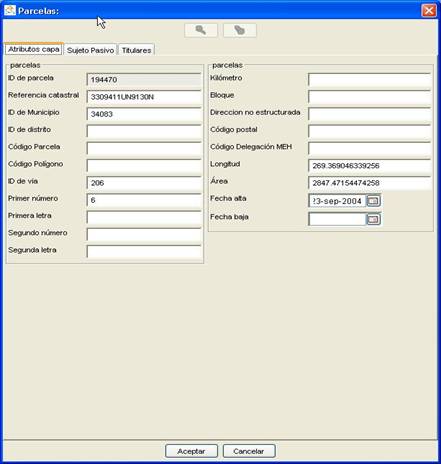 Parcelas:
Atributos capa
Sujeto Pasivo
Titulares
parcelas
ID de parcela 194470
Referencia catastral 3309411UN9130N
ID de Municipio 34083
ID de distrito
Código Parcela
Código Polígono
ID de via 206
Primer número 6
Primera letra
Segundo número
Segunda letra
parcelas
Kilómetro
Bloque
Direccion no estructurada
Código postal
Código Delegación MEH
Longitud 269.369046339256
Área 2847.47154474258
Fecha alta 23-sep-2004
Fecha baja
Aceptar
Cancelar